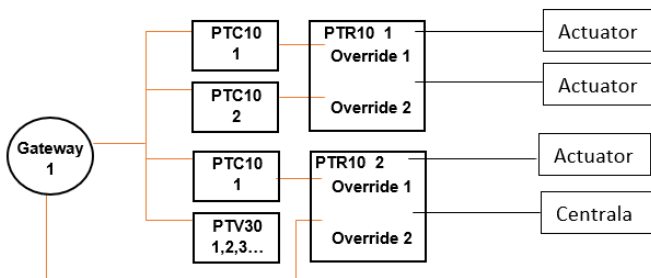 PTC10
1
PTR10 1
Override 1
Override 2
Actuator
Actuator
PTC10
2
Gateway
1
PTC10
1
PTR10 2
Override 1
Override 2
Actuator
Centrala
PTV30
1,2,3...